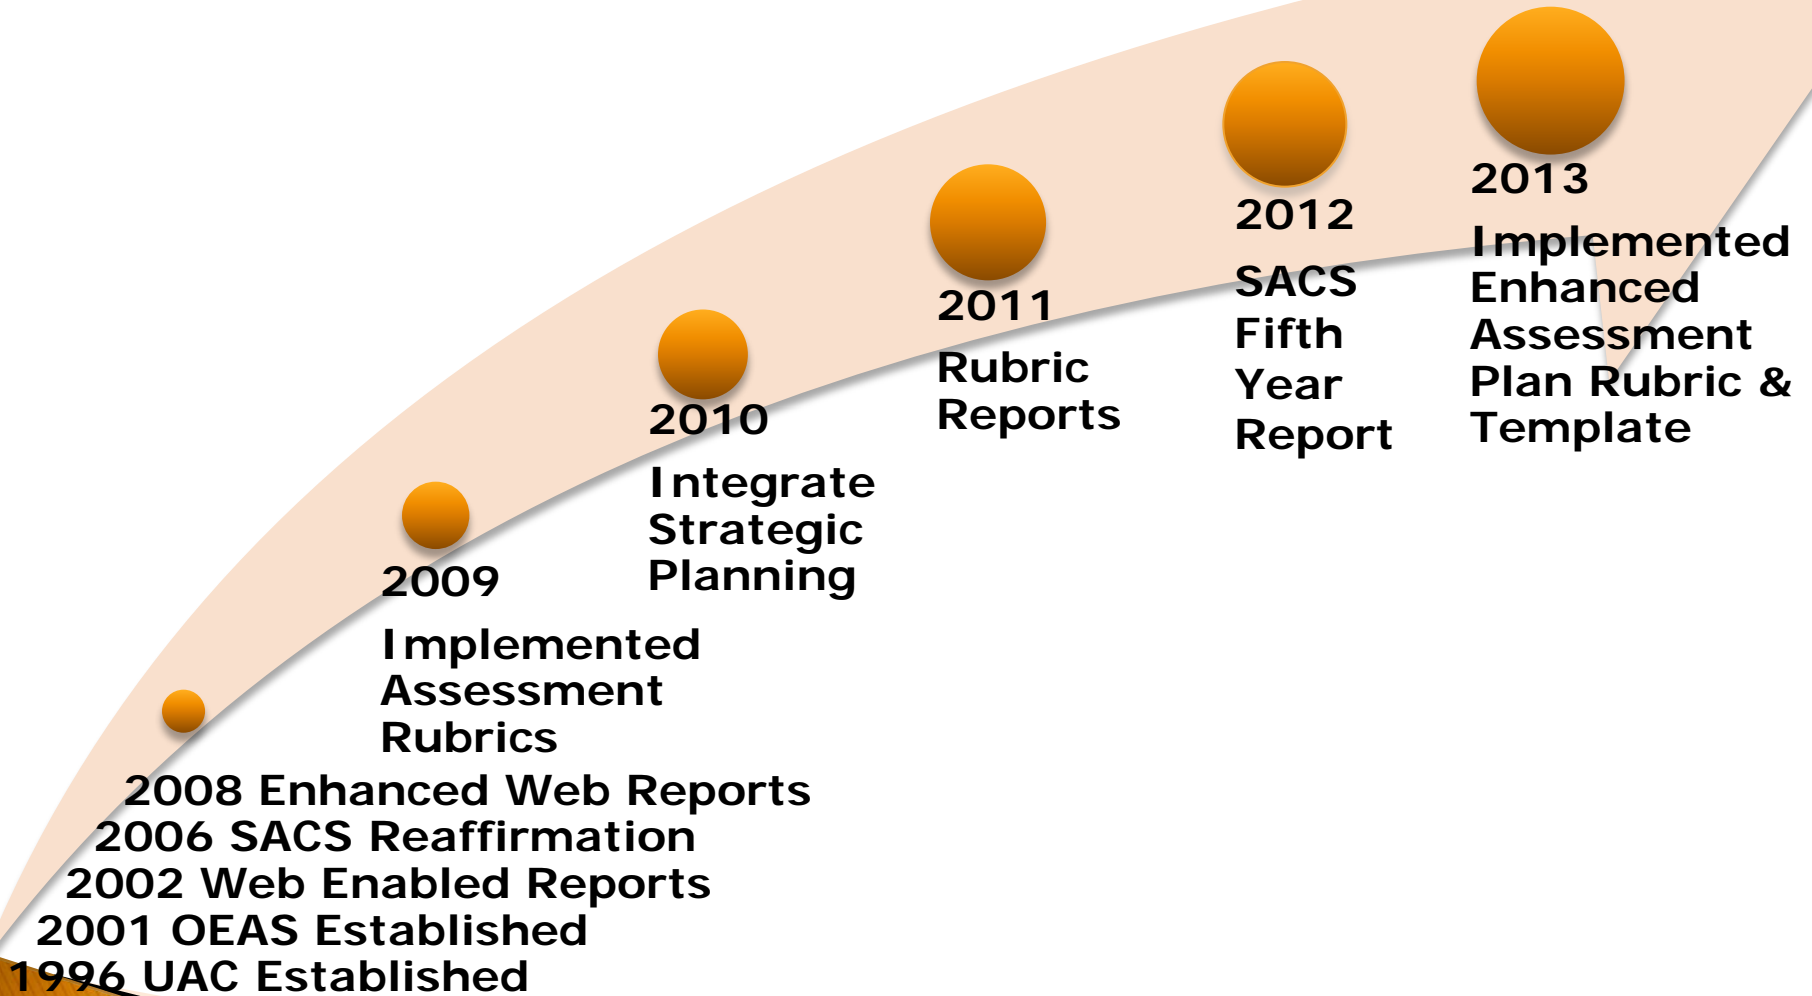 2013
Implemented
Enhanced
Assessment
Plan Rubric &
Template
2012
SACS
Fifth
Year
Report
2011
Rubric
Reports
2010
Integrate
Strategic
Planning
2009
Implemented
Assessment
Rubrics
2008 Enhanced Web Reports
2006 SACS Reaffirmation
2002 Web Enabled Reports
2001 OEAS Established
1996 UAC Established